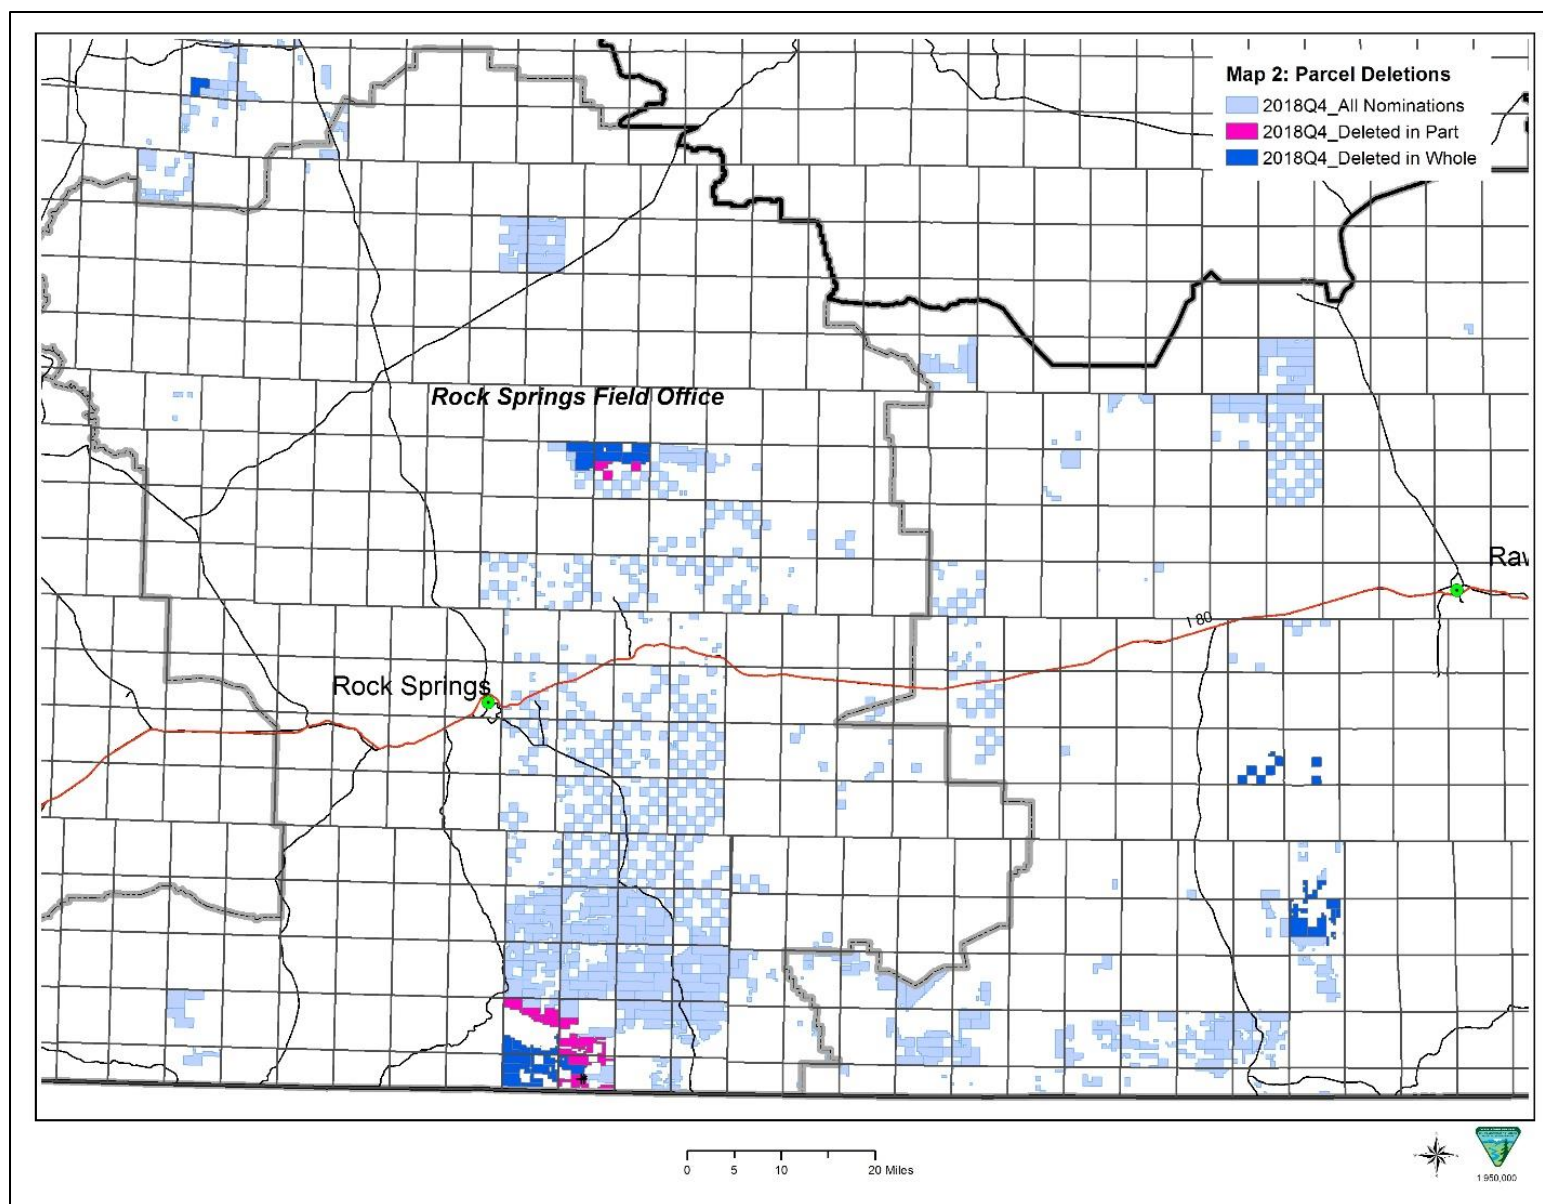 Map 2: Parcel Deletions
2018Q4_All Nominations
2018Q4_Deleted in Part
2018Q4_Deleted in Whole
Rock Springs Field Office
Raw
I 80
Rock Springs
0 5 10 20 Miles
1:950,000